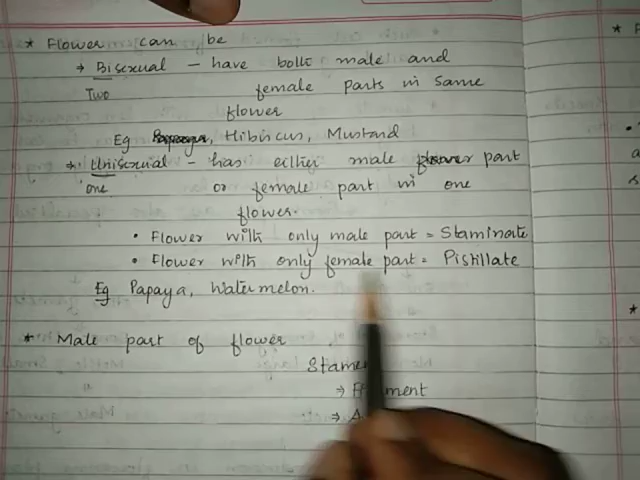 * Flower can be
→ Bisexual - have both male and
Two female parts in same
flower
Eg Hibiscus, Mustard
→ Unisexual - has either male part
one or female part in one
flower.
• Flower with only male part = Staminate
• Flower with only female part = Pistillate
Eg Papaya, Watermelon.
* Male part of flower